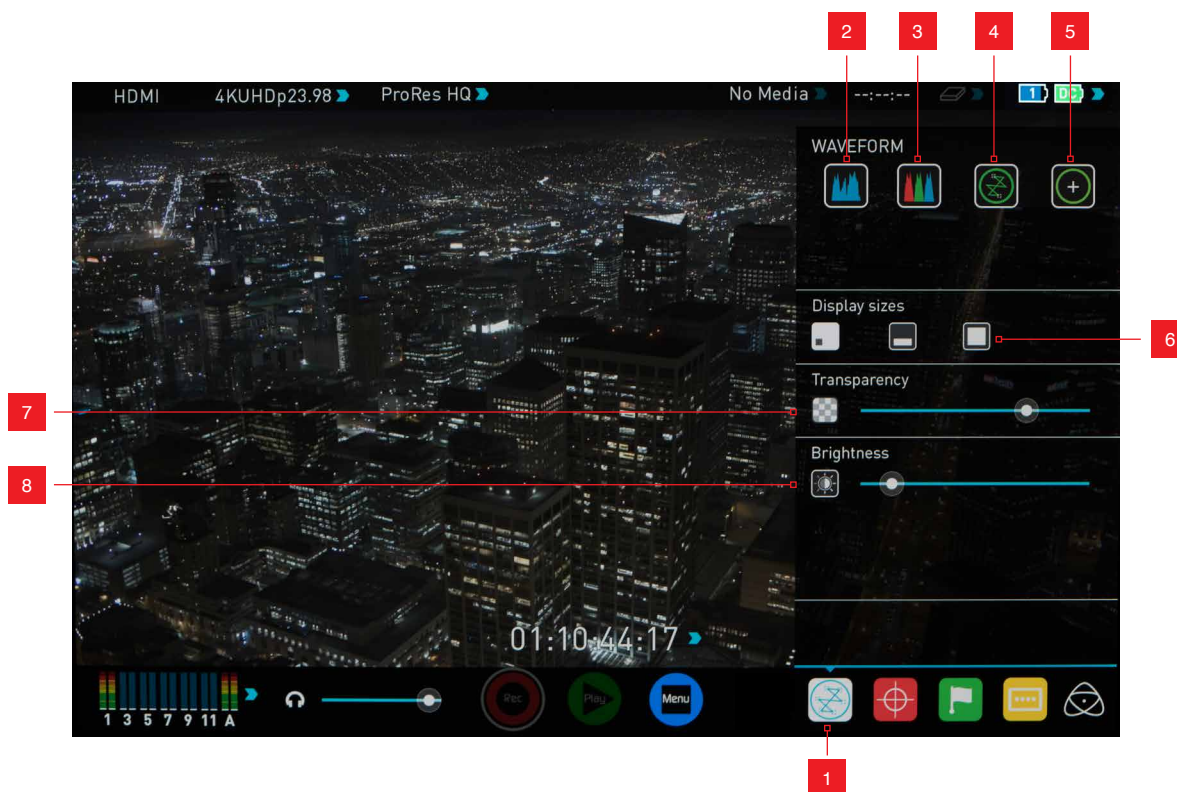 2 3 4 5
HDMI 4KUHDp23.98 ProRes HQ No Media --:--:-- 1 DC
WAVEFORM
Display sizes
6
Transparency
7
Brightness
8
01:10:44:17
Rec Play Menu
1 3 5 7 9 11 A
1